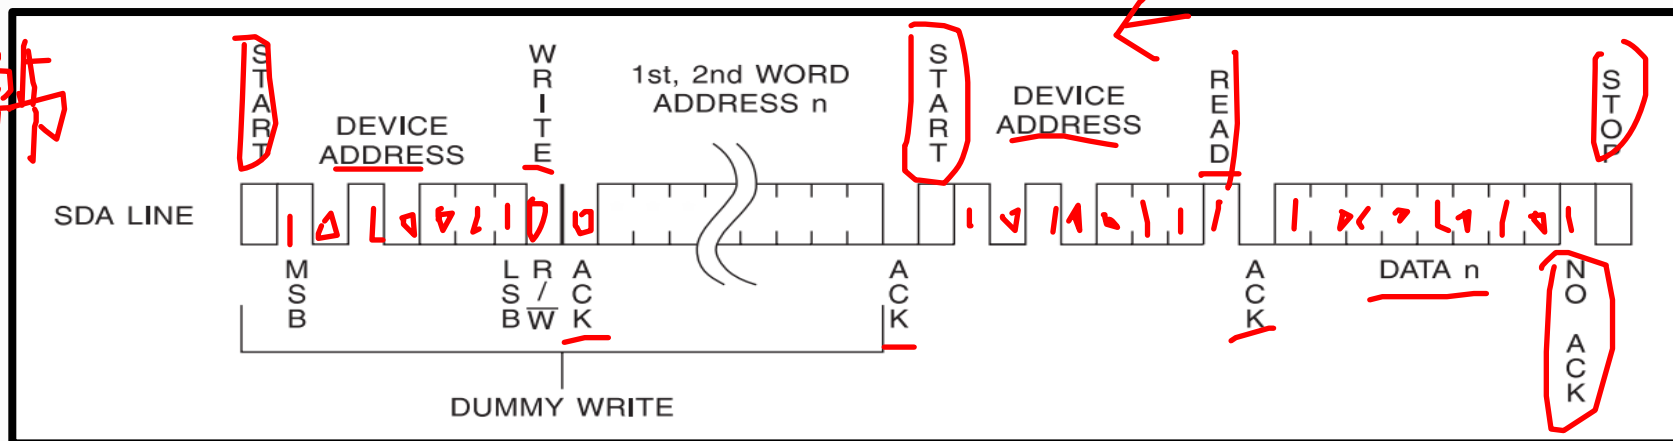 START
WRITE
1st, 2nd WORD
ADDRESS n
START
DEVICE
ADDRESS
READ
STOP
DEVICE
ADDRESS
SDA LINE
MSB
LSB
R/W
ACK
ACK
ACK
DATA n
NO ACK
DUMMY WRITE